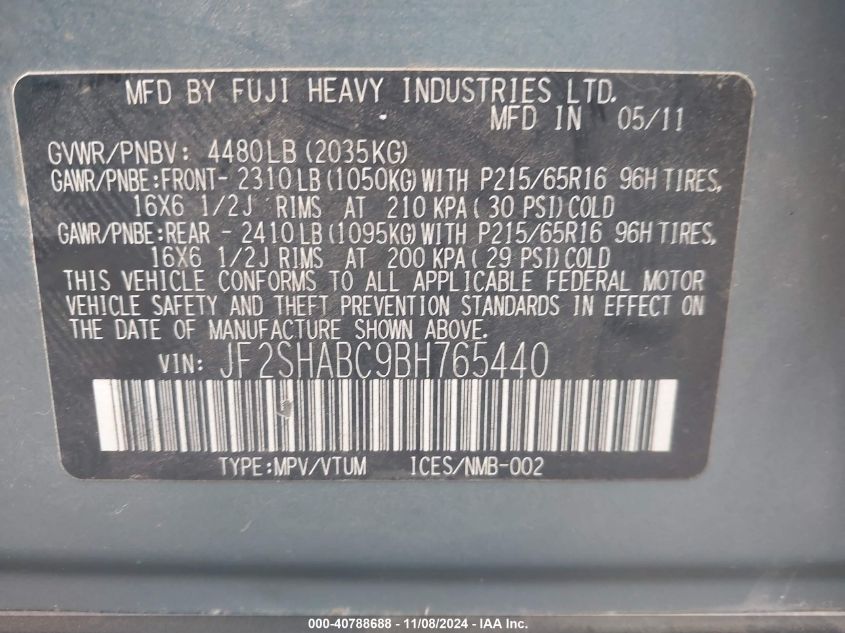 MFD BY FUJI HEAVY INDUSTRIES LTD.
MFD IN 05/11
GVWR/PNBV: 4480LB(2035KG)
GAWR/PNBE:FRONT- 2310LB(1050KG)WITH P215/65R16 96H TIRES,
16X6 1/2J RIMS AT 210 KPA(30 PSI)COLD
GAWR/PNBE:REAR - 2410LB(1095KG)WITH P215/65R16 96H TIRES,
16X6 1/2J RIMS AT 200 KPA(29 PSI)COLD
THIS VEHICLE CONFORMS TO ALL APPLICABLE FEDERAL MOTOR
VEHICLE SAFETY AND THEFT PREVENTION STANDARDS IN EFFECT ON
THE DATE OF MANUFACTURE SHOWN ABOVE.
VIN: JF2SHABC9BH765440
TYPE:MPV/VTUM ICES/NMB-002
000-40788688 - 11/08/2024 - IAA Inc.